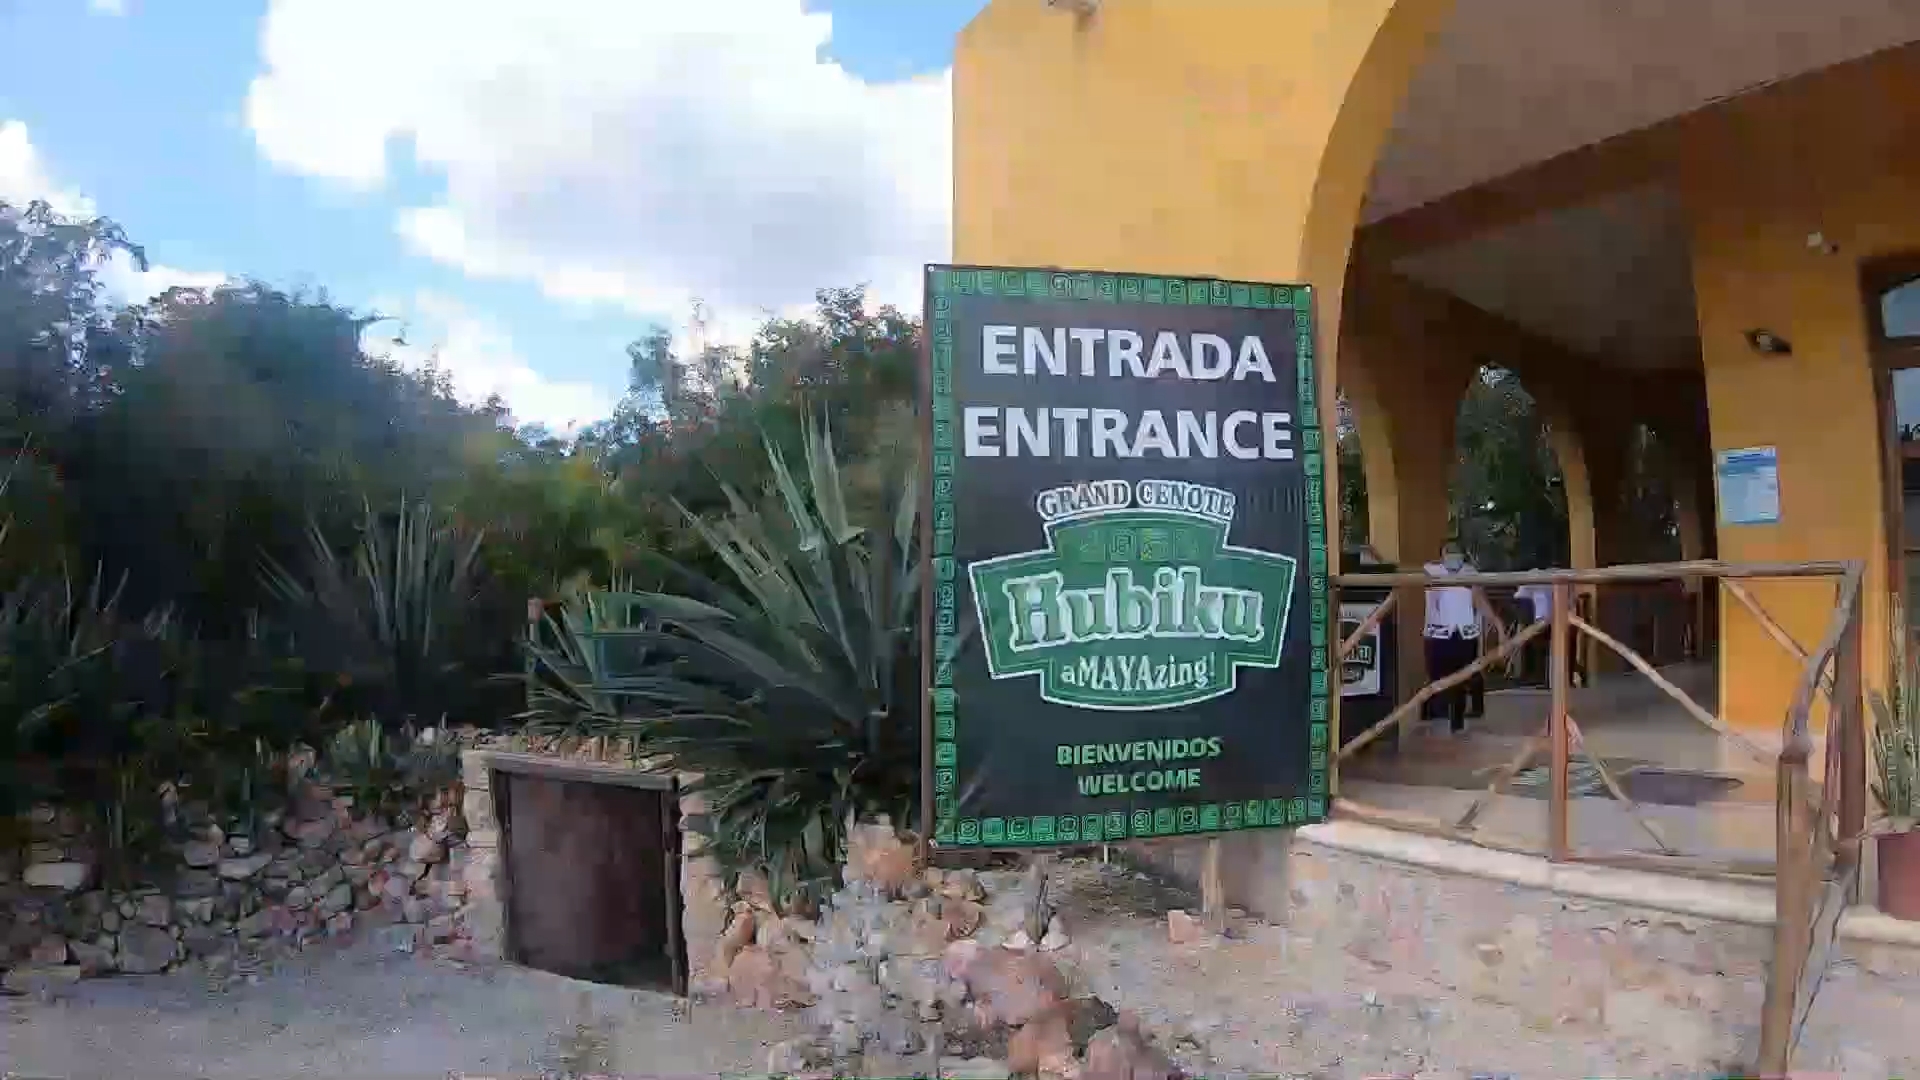 ENTRADA
ENTRANCE
GRAND CENOTE
Hubiku
aMAYAzing!
BIENVENIDOS
WELCOME